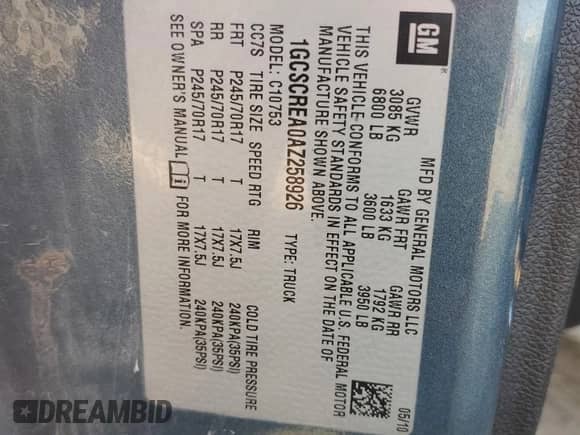 GM
MFD BY GENERAL MOTORS LLC 05/10
GVWR GAWR FRT GAWR RR
3085 KG 1633 KG 1792 KG
6800 LB 3600 LB 3950 LB
THIS VEHICLE CONFORMS TO ALL APPLICABLE U.S. FEDERAL MOTOR
VEHICLE SAFETY STANDARDS IN EFFECT ON THE DATE OF
MANUFACTURE SHOWN ABOVE.
1GCSCREA0AZ258926 TYPE: TRUCK
MODEL: C10753
CC7S TIRE SIZE SPEED RTG RIM COLD TIRE PRESSURE
FRT P245/70R17 T 17X7.5J 240KPA(35PSI)
RR P245/70R17 T 17X7.5J 240KPA(35PSI)
SPA P245/70R17 T 17X7.5J 240KPA(35PSI)
SEE OWNER'S MANUAL FOR MORE INFORMATION.
DREAMBID